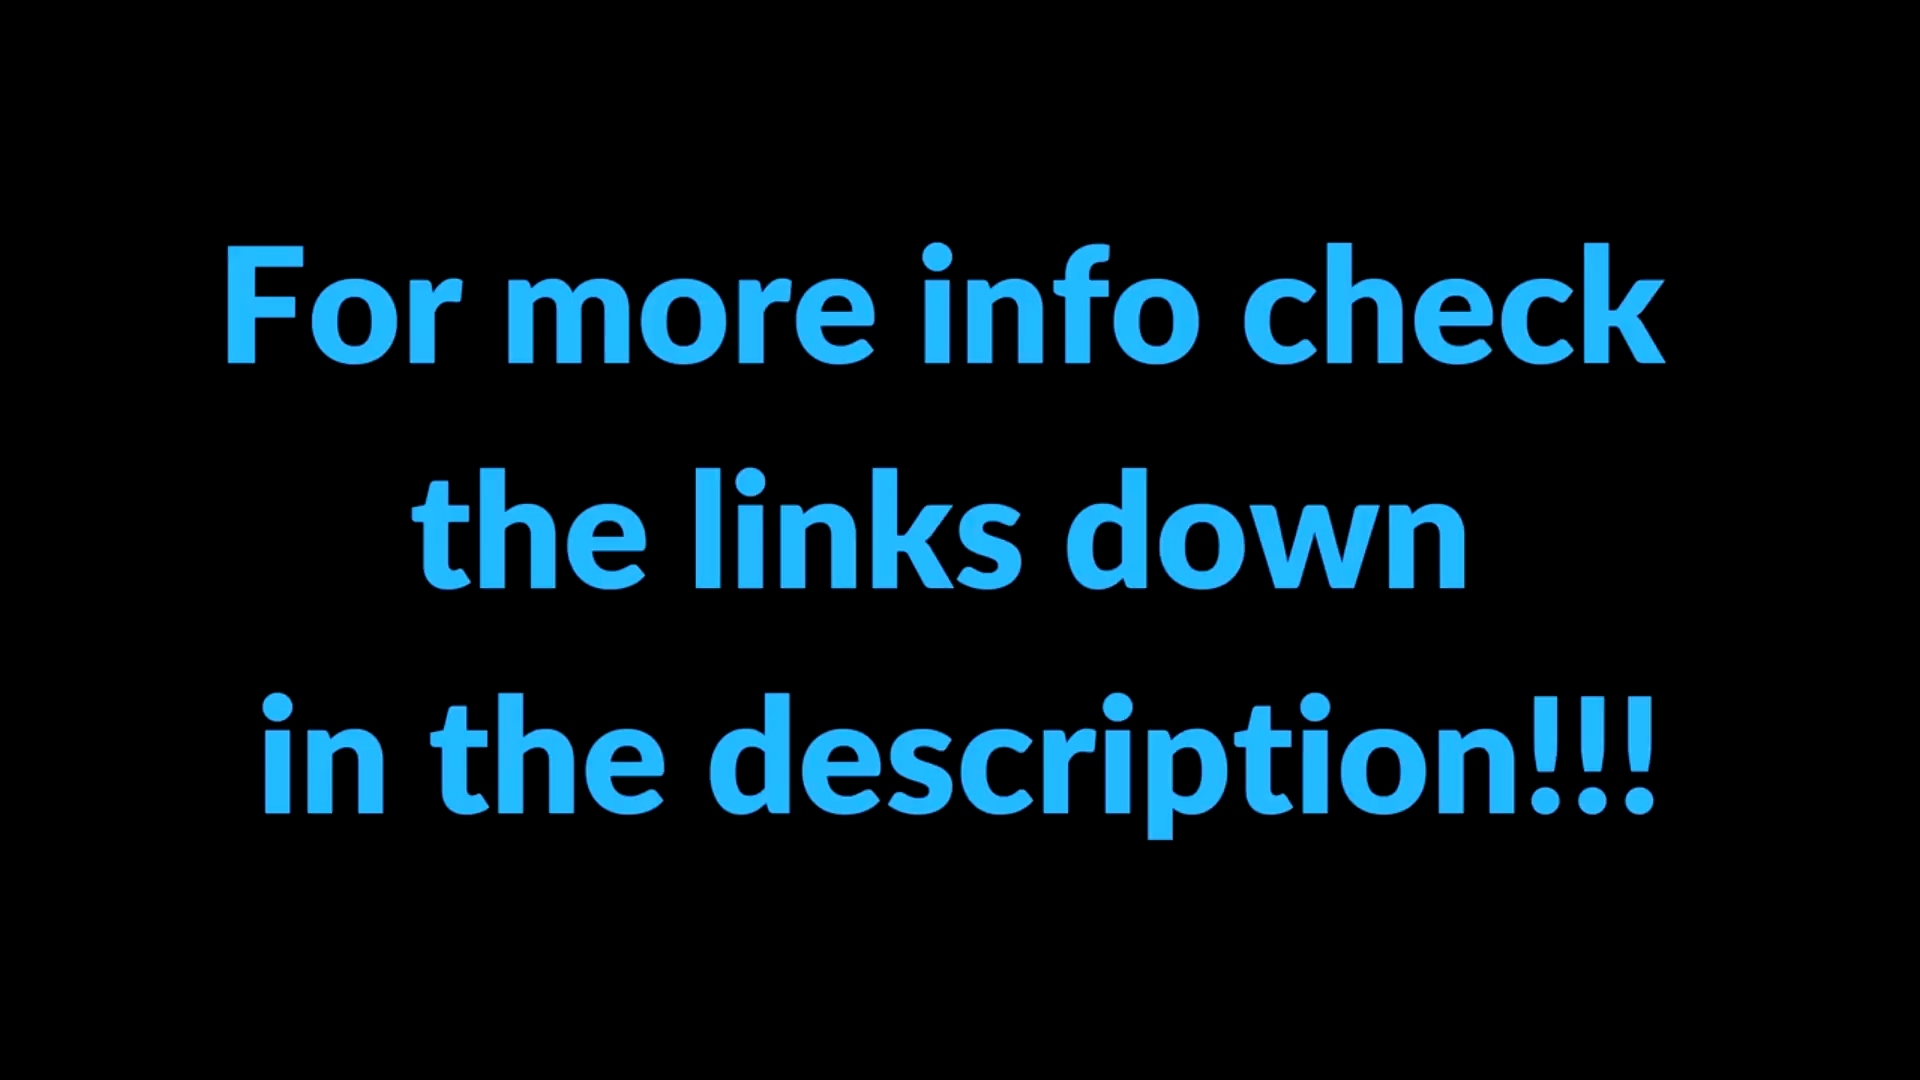 For more info check
the links down
in the description!!!